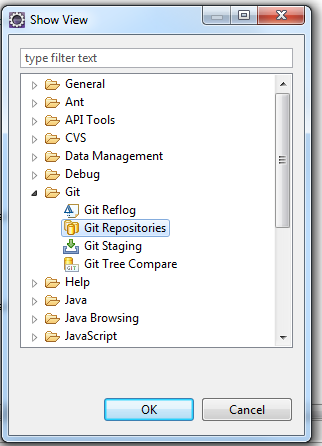 Show View
type filter text
General
Ant
API Tools
CVS
Data Management
Debug
Git
Git Reflog
Git Repositories
Git Staging
Git Tree Compare
Help
Java
Java Browsing
JavaScript
OK Cancel